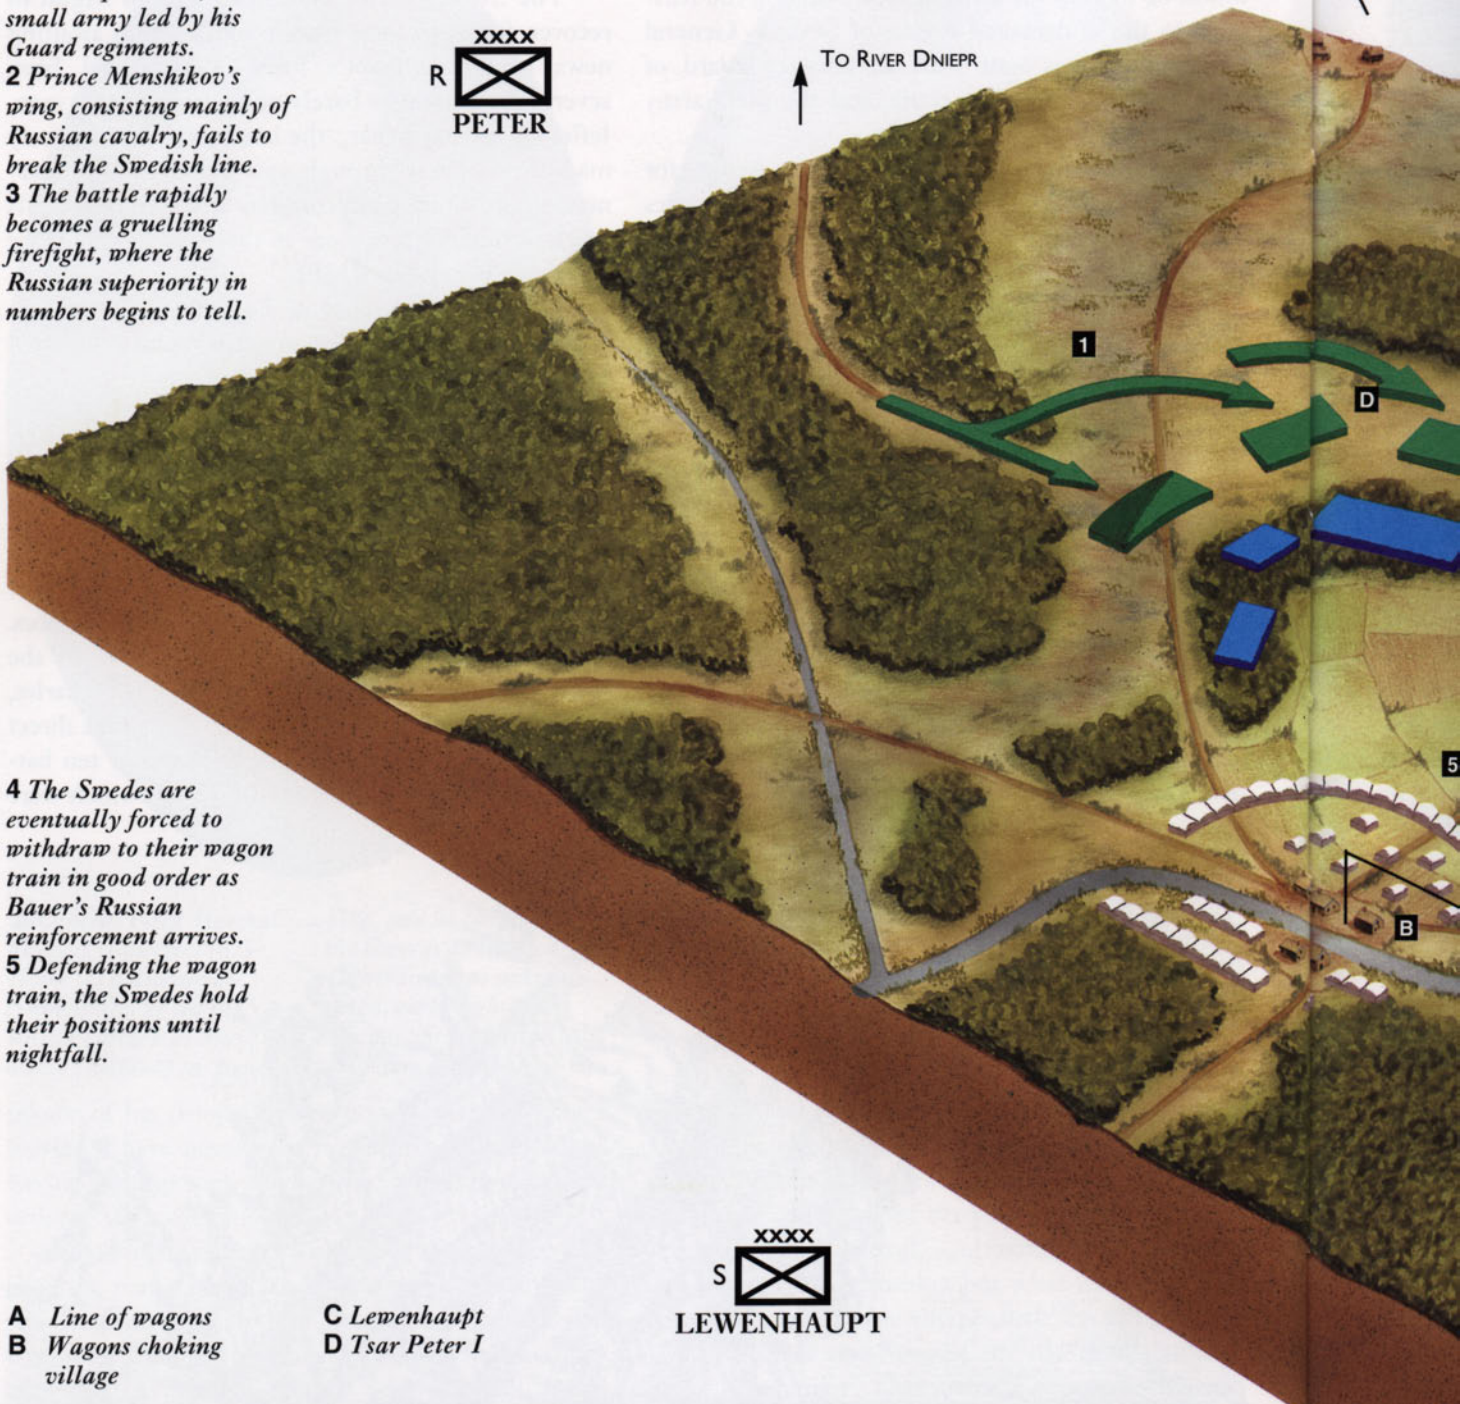 small army led by his
Guard regiments.
2 Prince Menshikov's
wing, consisting mainly of
Russian cavalry, fails to
break the Swedish line.
3 The battle rapidly
becomes a gruelling
firefight, where the
Russian superiority in
numbers begins to tell.
xxxx
R
PETER
TO RIVER DNIEPR
1
D
5
B
4 The Swedes are
eventually forced to
withdraw to their wagon
train in good order as
Bauer's Russian
reinforcement arrives.
5 Defending the wagon
train, the Swedes hold
their positions until
nightfall.
xxxx
S
LEWENHAUPT
A Line of wagons
B Wagons choking
village
C Lewenhaupt
D Tsar Peter I